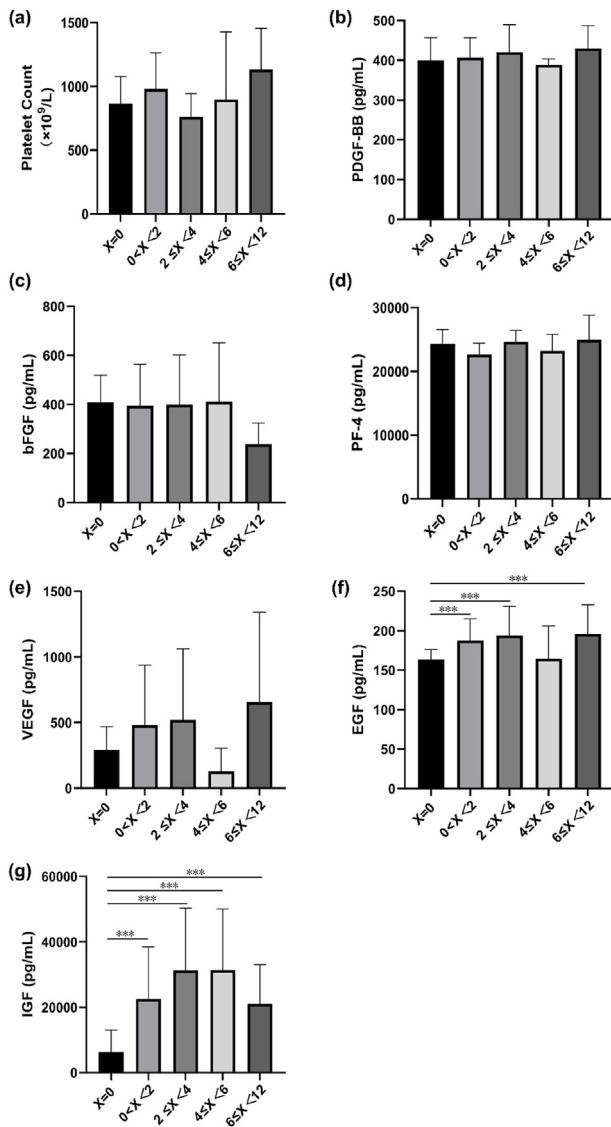 (a)
Platelet Count
(×10⁹/L)
1500
1000
500
0
X=0
0<X <2
2 ≤X <4
4≤X <6
6≤X <12
(b)
PDGF-BB
(pg/mL)
600
400
200
0
X=0
0<X <2
2 ≤X <4
4≤X <6
6≤X <12
(c)
bFGF (pg/mL)
800
600
400
200
0
X=0
0<X <2
2 ≤X <4
4≤X <6
6≤X <12
(d)
PF-4 (pg/mL)
30000
20000
10000
0
X=0
0<X <2
2 ≤X <4
4≤X <6
6≤X <12
(e)
VEGF (pg/mL)
1500
1000
500
0
X=0
0<X <2
2 ≤X <4
4≤X <6
6≤X <12
(f)
EGF (pg/mL)
250
200
150
100
50
0
***
***
***
X=0
0<X <2
2 ≤X <4
4≤X <6
6≤X <12
(g)
IGF (pg/mL)
60000
40000
20000
0
***
***
***
***
X=0
0<X <2
2 ≤X <4
4≤X <6
6≤X <12